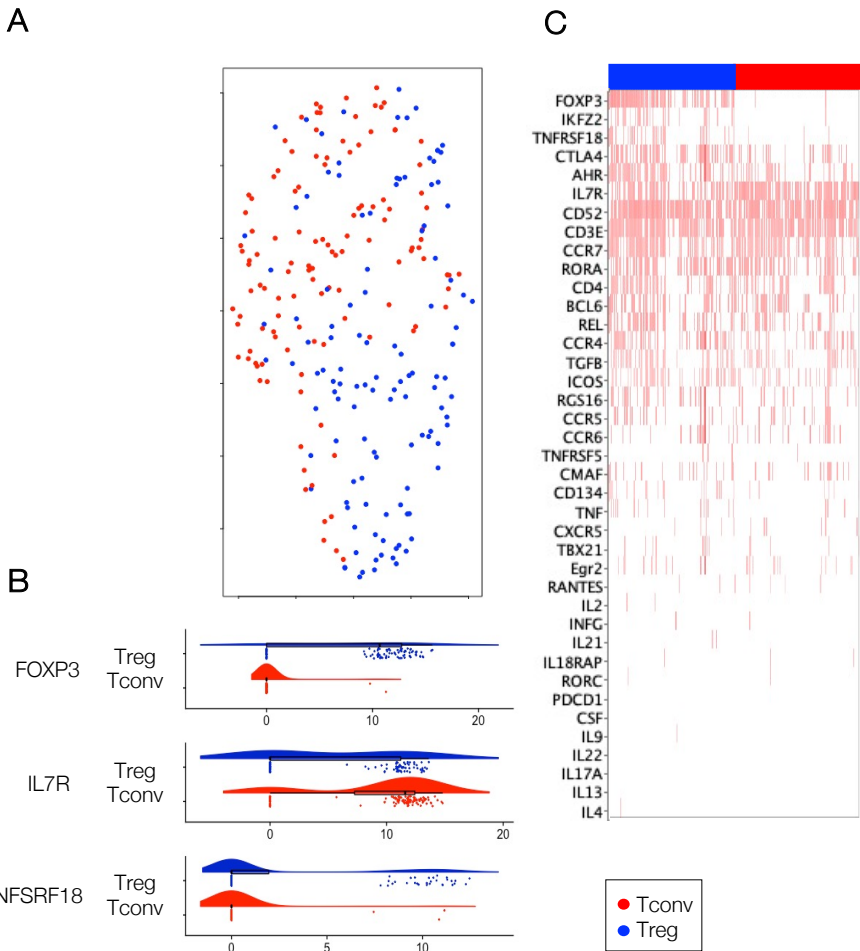 A
C
FOXP3
IKFZ2
TNFRSF18
CTLA4
AHR
IL7R
CD52
CD3E
CCR7
RORA
CD4
BCL6
REL
CCR4
TGFB
ICOS
RGS16
CCR5
CCR6
TNFRSF5
CMAF
CD134
TNF
CXCR5
TBX21
Egr2
RANTES
IL2
INFG
IL21
IL18RAP
RORC
PDCD1
CSF
IL9
IL22
IL17A
IL13
IL4
B
FOXP3
Treg
Tconv
0 10 20
IL7R
Treg
Tconv
0 10 20
NFSRF18
Treg
Tconv
0 5 10
Tconv
Treg